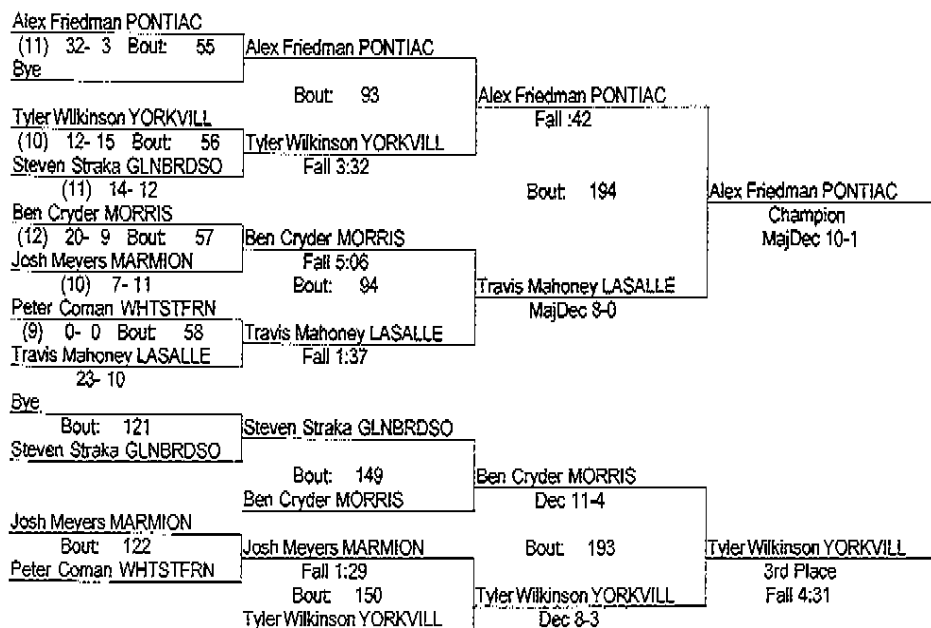 Alex Friedman PONTIAC
(11) 32- 3 Bout: 55
Bye
Alex Friedman PONTIAC
Bout: 93
Tyler Wilkinson YORKVILL
(10) 12- 15 Bout: 56
Steven Straka GLNBRDSO
(11) 14- 12
Tyler Wilkinson YORKVILL
Fall 3:32
Alex Friedman PONTIAC
Fall :42
Bout: 194
Ben Cryder MORRIS
(12) 20- 9 Bout: 57
Josh Meyers MARMION
(10) 7- 11
Ben Cryder MORRIS
Fall 5:06
Bout: 94
Peter Coman WHTSTFRN
(9) 0- 0 Bout: 58
Travis Mahoney LASALLE
23- 10
Travis Mahoney LASALLE
Fall 1:37
Travis Mahoney LASALLE
MajDec 8-0
Alex Friedman PONTIAC
Champion
MajDec 10-1
Bye
Bout: 121
Steven Straka GLNBRDSO
Steven Straka GLNBRDSO
Bout: 149
Ben Cryder MORRIS
Ben Cryder MORRIS
Dec 11-4
Bout: 193
Josh Meyers MARMION
Bout: 122
Peter Coman WHTSTFRN
Josh Meyers MARMION
Fall 1:29
Bout: 150
Tyler Wilkinson YORKVILL
Tyler Wilkinson YORKVILL
Dec 8-3
Tyler Wilkinson YORKVILL
3rd Place
Fall 4:31